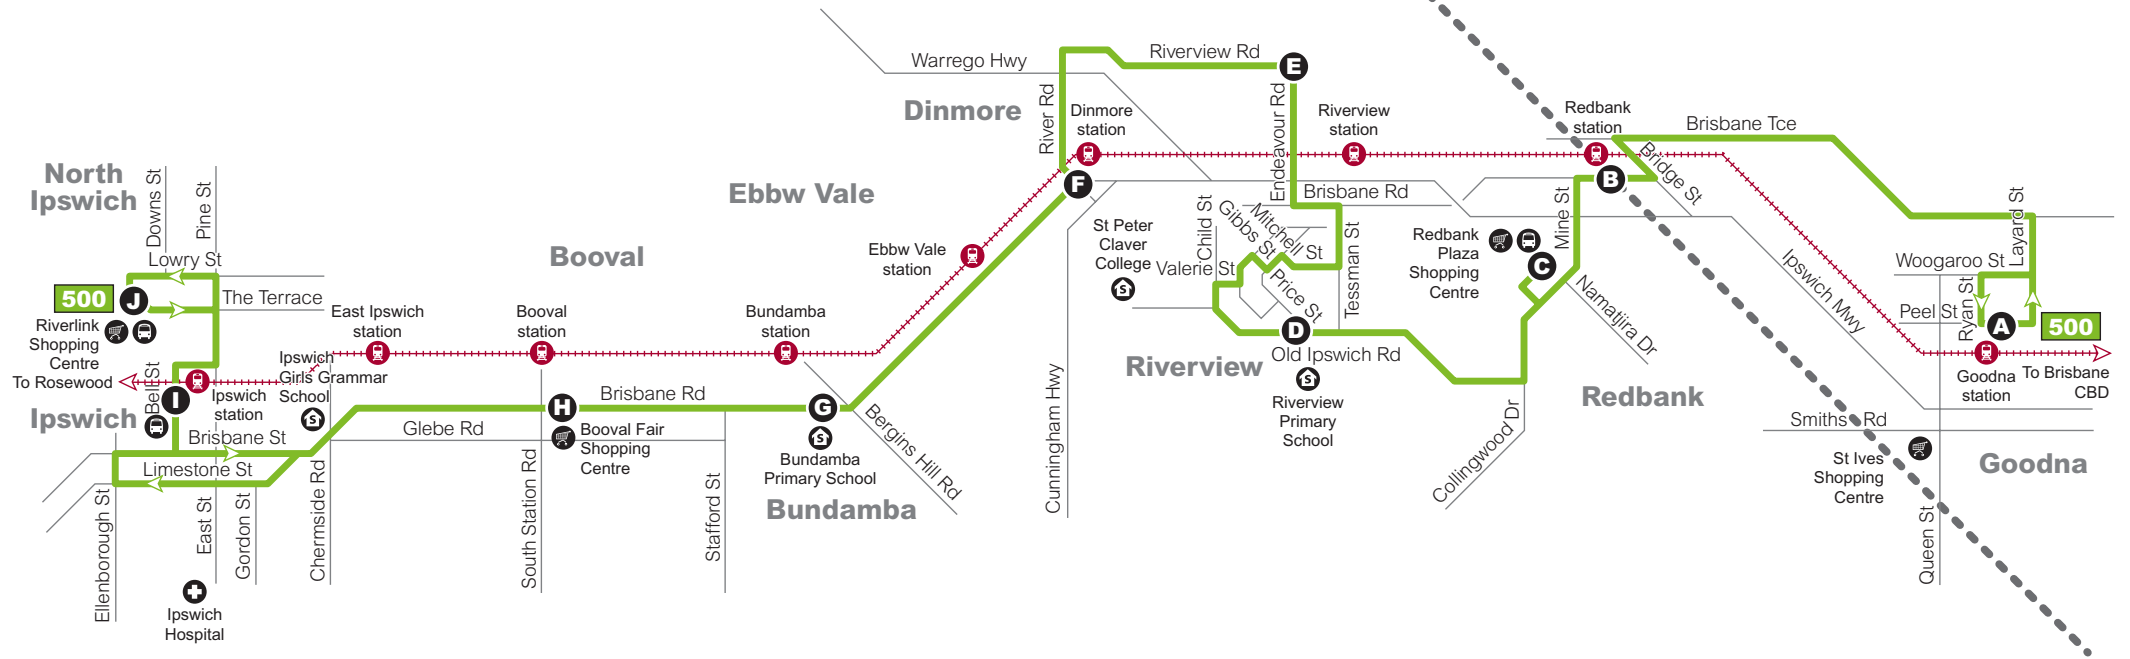 Warrego Hwy
Riverview Rd
E
Dinmore
River Rd
Dinmore
station
Endeavour Rd
Riverview
station
Redbank
station
Brisbane Tce
Bridge St
North
Ipswich
Downs St
Pine St
Ebbw Vale
F
Brisbane Rd
B
Mine St
Layard St
Child St
Gibbs St
Mitchell St
St Peter
Claver
College
Valerie St
Price St
Tessman St
Redbank
Plaza
Shopping
Centre
C
Namatjira Dr
Ipswich Mwy
Woogaroo St
Ryan St
Peel St
A
500
Booval
Ebbw Vale
station
Lowry St
500
J
The Terrace
Riverlink
Shopping
Centre
To Rosewood
Bell St
East Ipswich
station
Booval
station
Bundamba
station
Ipswich
Girls Grammar
School
D
Old Ipswich Rd
Riverview
Riverview
Primary
School
Redbank
Goodna
station
To Brisbane
CBD
Ipswich
I
Ipswich
station
H
Brisbane Rd
G
Bergins Hill Rd
Brisbane St
Glebe Rd
Booval Fair
Shopping
Centre
Limestone St
Bundamba
Primary School
Bundamba
Cunningham Hwy
Collingwood Dr
Smiths Rd
St Ives
Shopping
Centre
Goodna
Queen St
Ellenborough St
East St
Gordon St
Chermside Rd
South Station Rd
Stafford St
Ipswich
Hospital